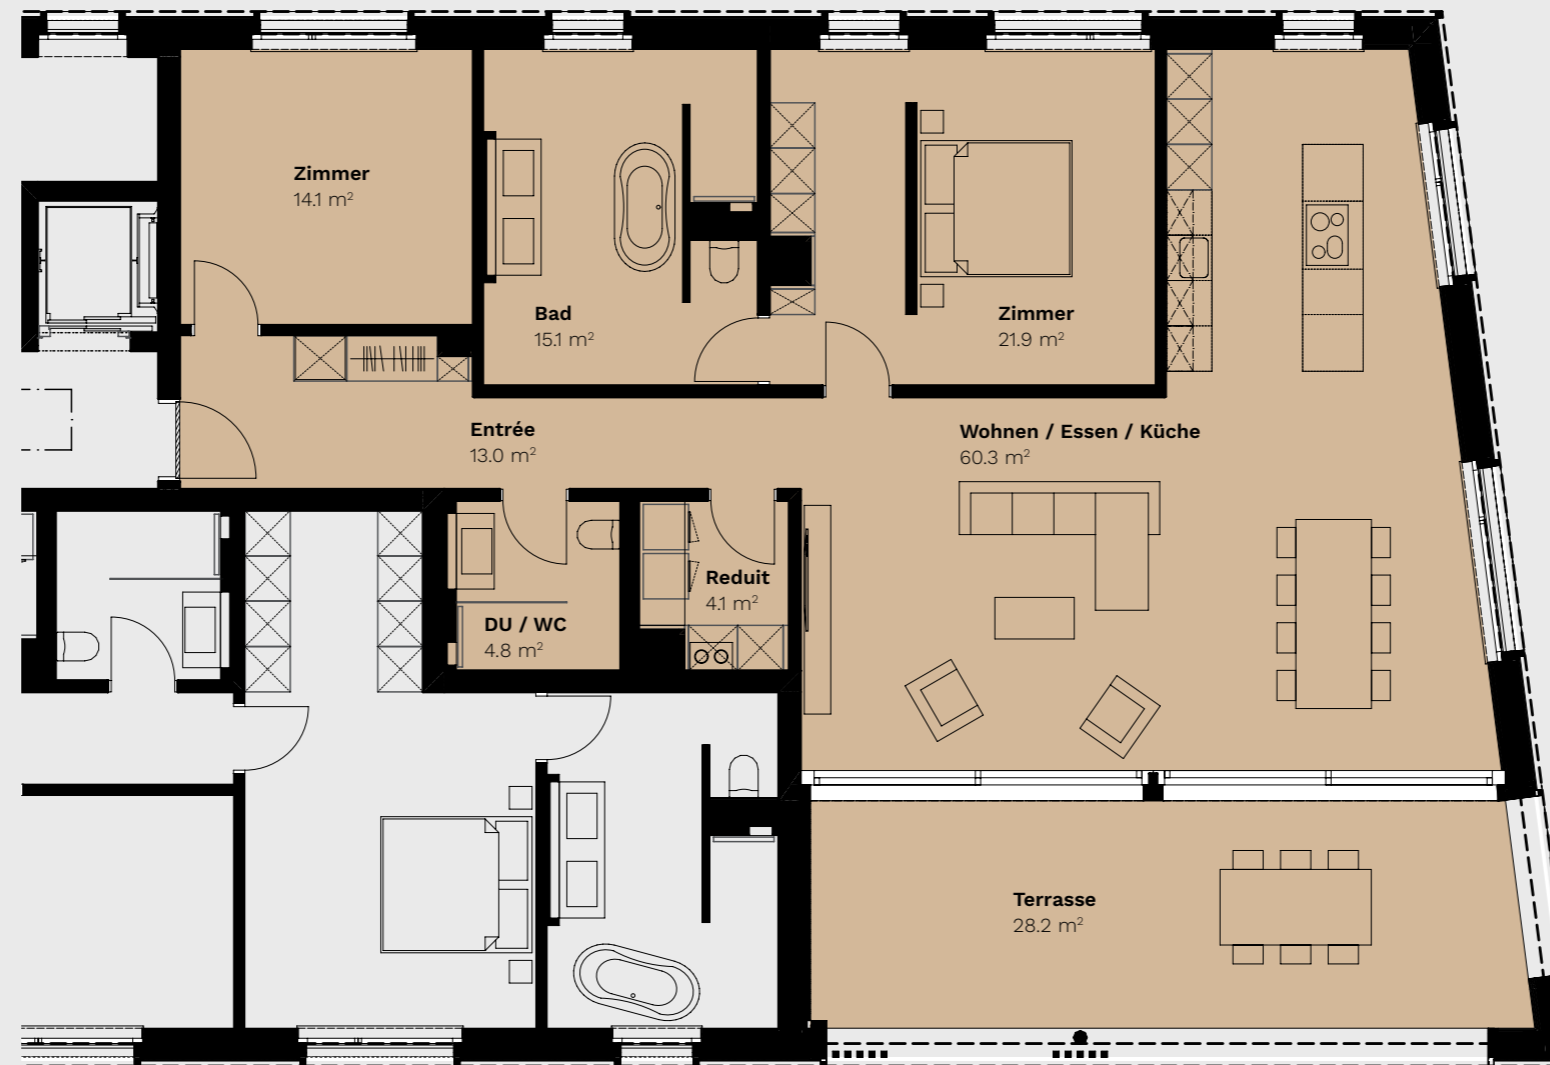 Zimmer
14.1 m²
Bad
15.1 m²
Zimmer
21.9 m²
Entrée
13.0 m²
Wohnen / Essen / Küche
60.3 m²
DU / WC
4.8 m²
Reduit
4.1 m²
Terrasse
28.2 m²